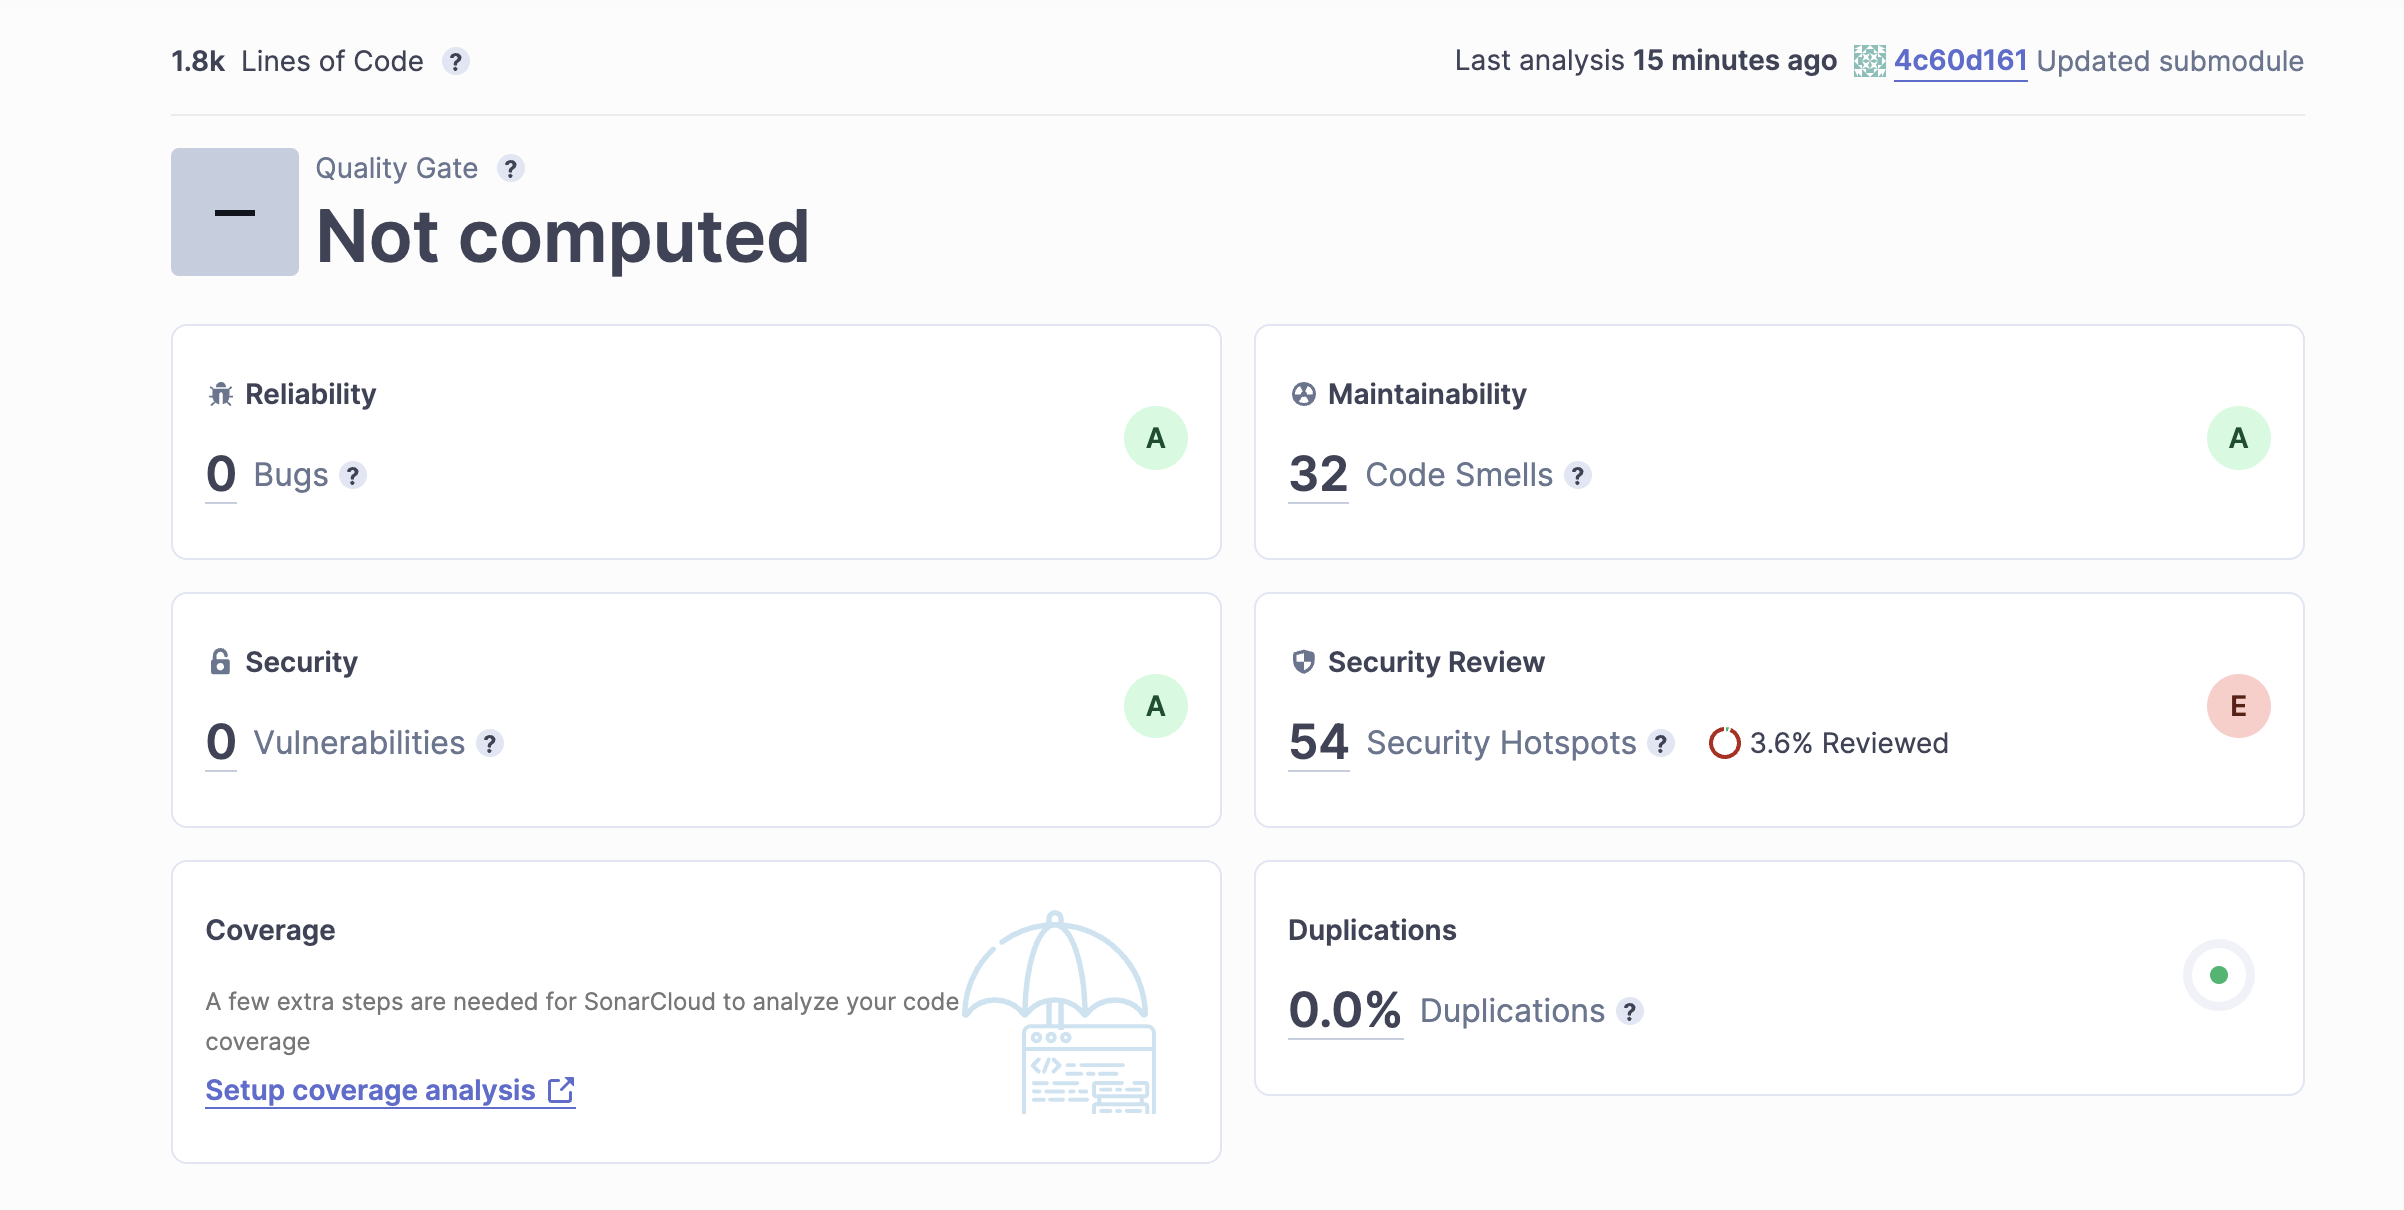 1.8k Lines of Code ?
Last analysis 15 minutes ago 4c60d161 Updated submodule
Quality Gate ?
Not computed
Reliability
A
0 Bugs ?
Maintainability
A
32 Code Smells ?
Security
A
0 Vulnerabilities ?
Security Review
E
54 Security Hotspots ? 3.6% Reviewed
Coverage
A few extra steps are needed for SonarCloud to analyze your code
coverage
Setup coverage analysis
Duplications
0.0% Duplications ?